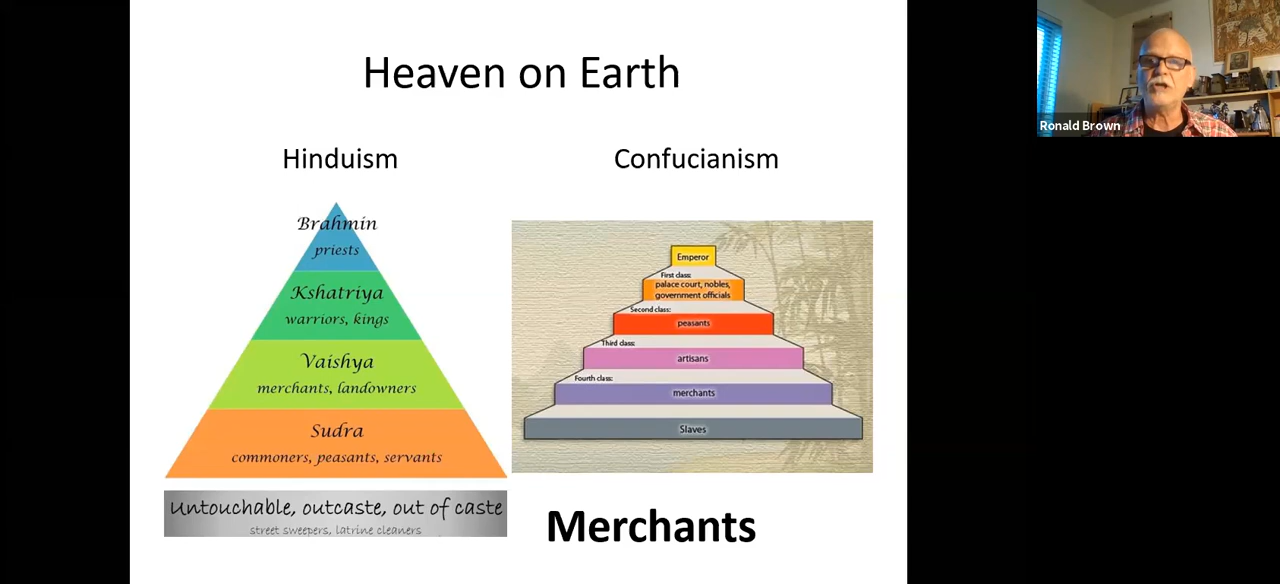 Heaven on Earth
Hinduism
Brahmin
priests
Kshatriya
warriors, kings
Vaishya
merchants, landowners
Sudra
commoners, peasants, servants
Untouchable, outcaste, out of caste
street sweepers, latrine cleaners
Confucianism
Emperor
First class:
palace court, nobles,
government officials
Second class:
peasants
Third class:
artisans
Fourth class:
merchants
Slaves
Merchants
Ronald Brown